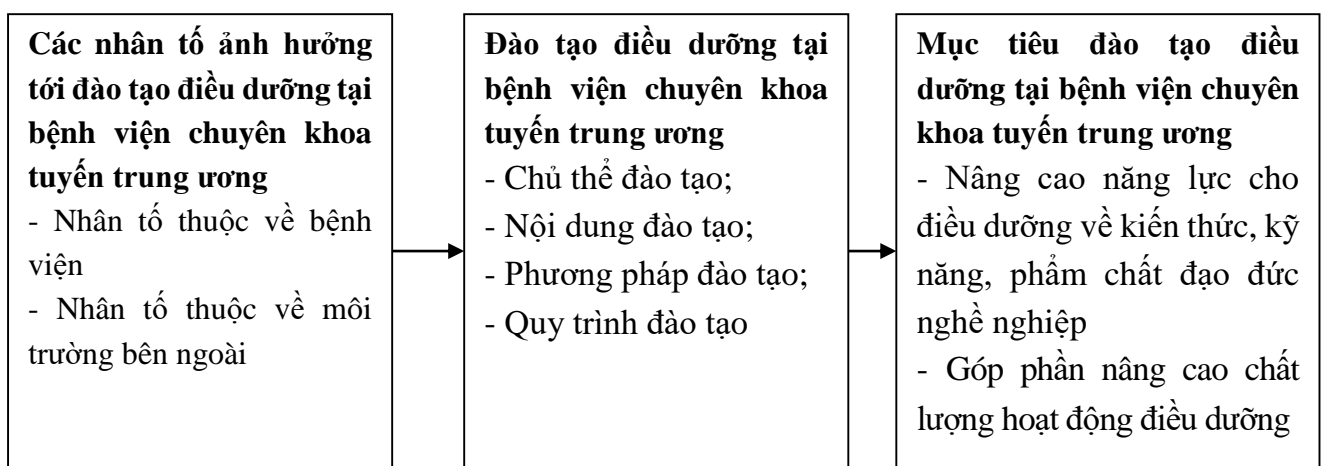 Các nhân tố ảnh hưởng
tới đào tạo điều dưỡng tại
bệnh viện chuyên khoa
tuyến trung ương
- Nhân tố thuộc về bệnh
viện
- Nhân tố thuộc về môi
trường bên ngoài
Đào tạo điều dưỡng tại
bệnh viện chuyên khoa
tuyến trung ương
- Chủ thể đào tạo;
- Nội dung đào tạo;
- Phương pháp đào tạo;
- Quy trình đào tạo
Mục tiêu đào tạo điều
dưỡng tại bệnh viện chuyên
khoa tuyến trung ương
- Nâng cao năng lực cho
điều dưỡng về kiến thức, kỹ
năng, phẩm chất đạo đức
nghề nghiệp
- Góp phần nâng cao chất
lượng hoạt động điều dưỡng